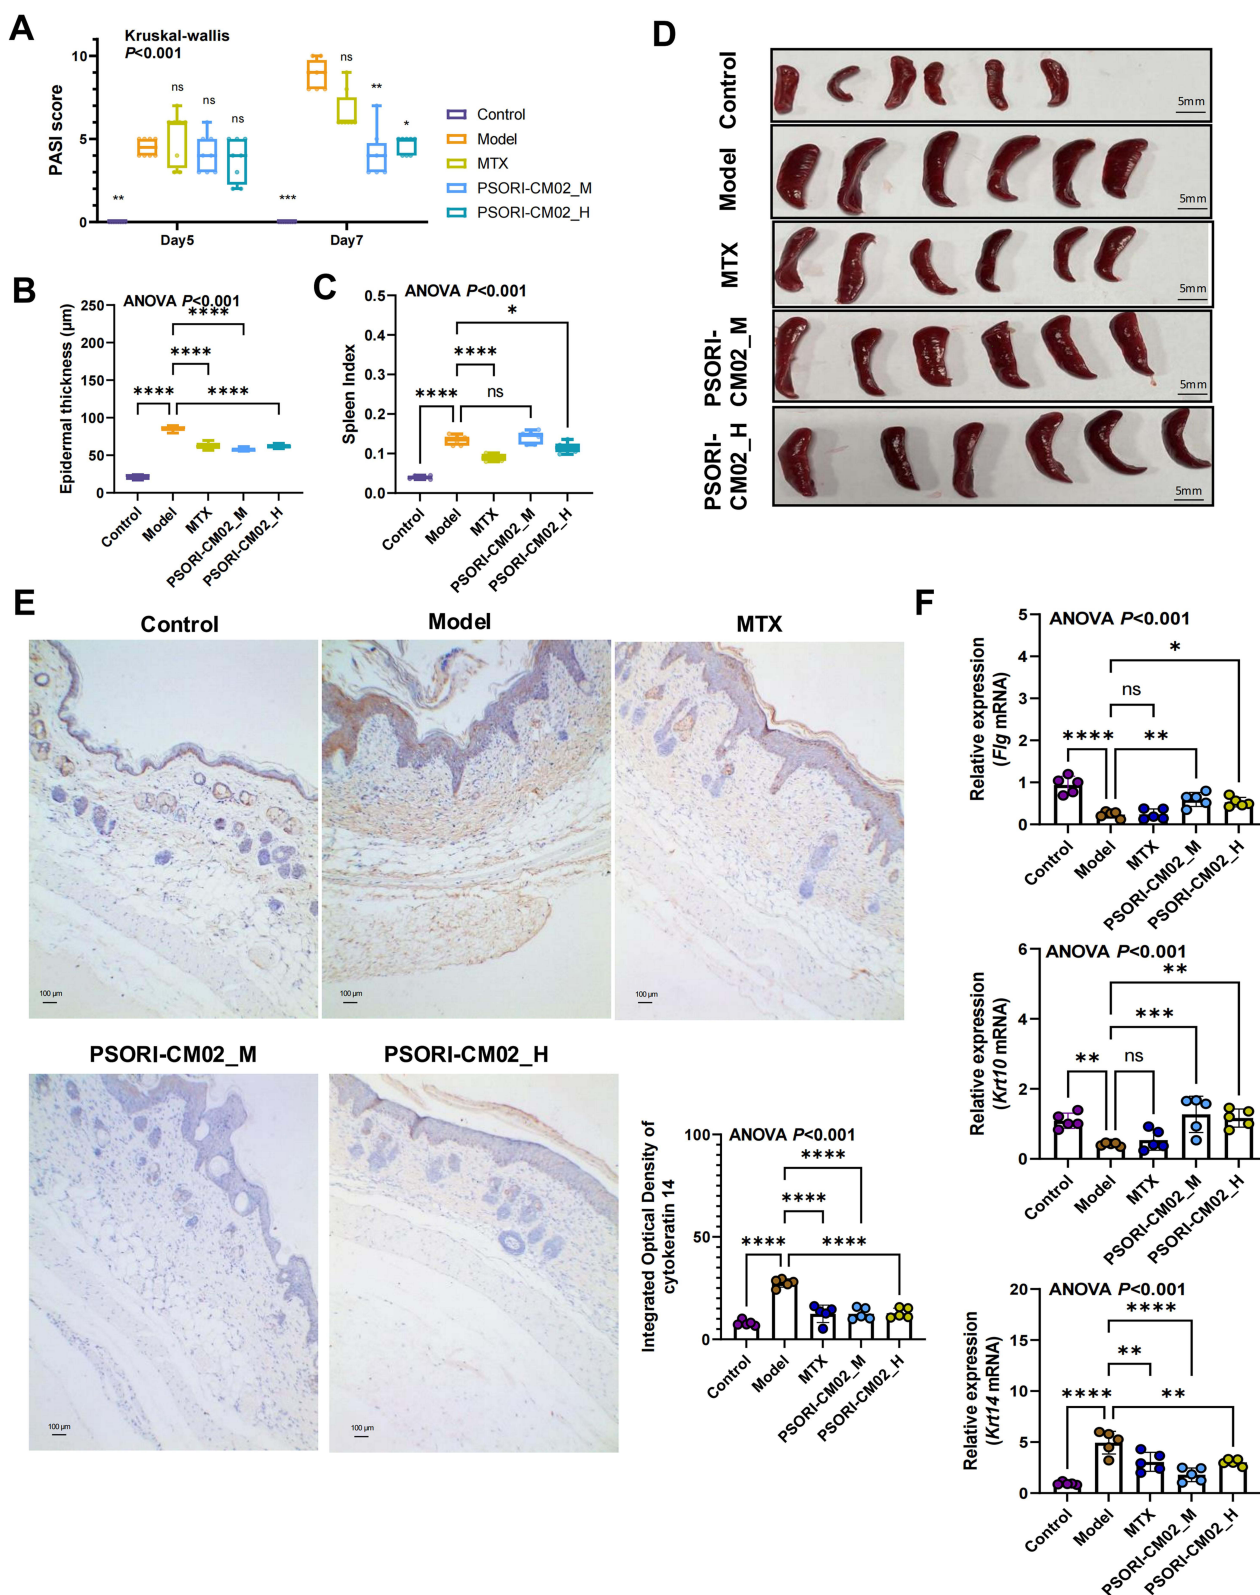 A
Kruskal-wallis
P<0.001
PASI score
10
5
0
**
ns
ns
ns
***
ns
**
*
Day5
Day7
Control
Model
MTX
PSORI-CM02_M
PSORI-CM02_H
B
ANOVA P<0.001
Epidermal thickness (µm)
250
200
150
100
50
0
****
****
****
****
Control
Model
MTX
PSORI-CM02_M
PSORI-CM02_H
C
ANOVA P<0.001
Spleen Index
0.5
0.4
0.3
0.2
0.1
0.0
*
****
****
ns
Control
Model
MTX
PSORI-CM02_M
PSORI-CM02_H
D
Control
5mm
Model
5mm
MTX
5mm
PSORI-
CM02_M
5mm
PSORI-
CM02_H
5mm
E
Control
Model
MTX
100 µm
100 µm
100 µm
PSORI-CM02_M
PSORI-CM02_H
100 µm
100 µm
Integrated Optical Density of
cytokeratin 14
ANOVA P<0.001
100
50
0
****
****
****
****
Control
Model
MTX
PSORI-CM02_M
PSORI-CM02_H
F
ANOVA P<0.001
Relative expression
(Flg mRNA)
5
4
3
2
1
0
*
ns
****
**
Control
Model
MTX
PSORI-CM02_M
PSORI-CM02_H
ANOVA P<0.001
Relative expression
(Krt10 mRNA)
6
4
2
0
**
***
**
ns
Control
Model
MTX
PSORI-CM02_M
PSORI-CM02_H
ANOVA P<0.001
Relative expression
(Krt14 mRNA)
20
15
10
5
0
****
**
****
**
Control
Model
MTX
PSORI-CM02_M
PSORI-CM02_H